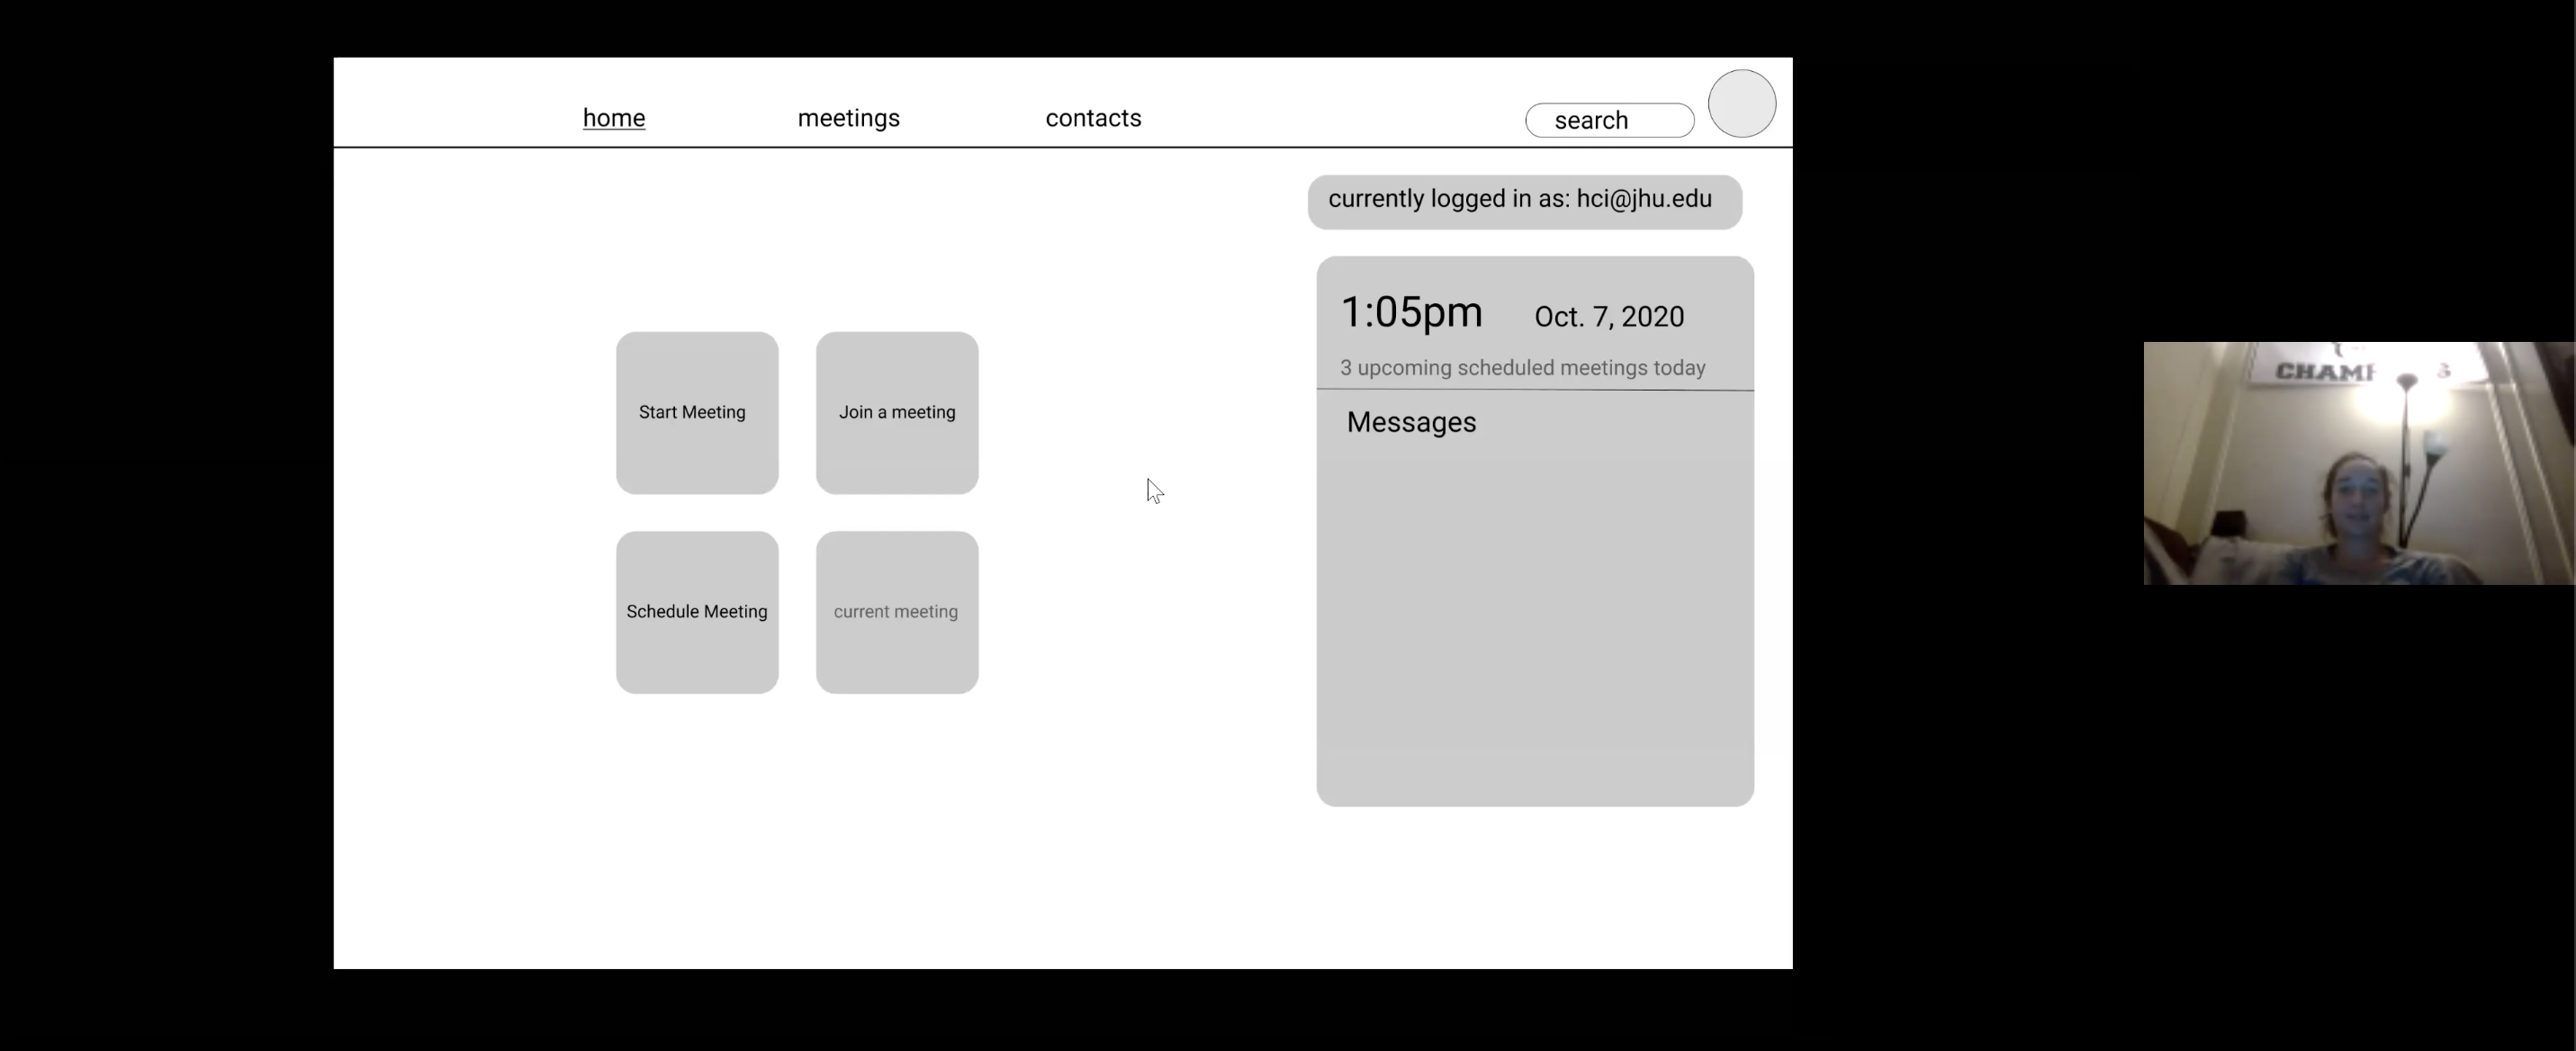 home meetings contacts search
currently logged in as: hci@jhu.edu
1:05pm Oct. 7, 2020
3 upcoming scheduled meetings today
Messages
Start Meeting Join a meeting
Schedule Meeting current meeting